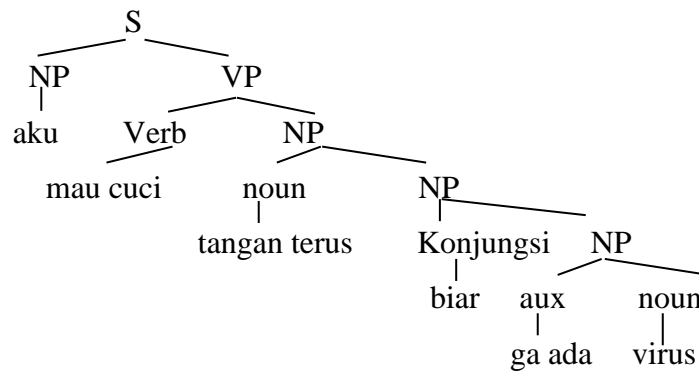 S
NP VP
aku Verb NP
mau cuci noun NP
tangan terus Konjungsi NP
biar aux noun
ga ada virus